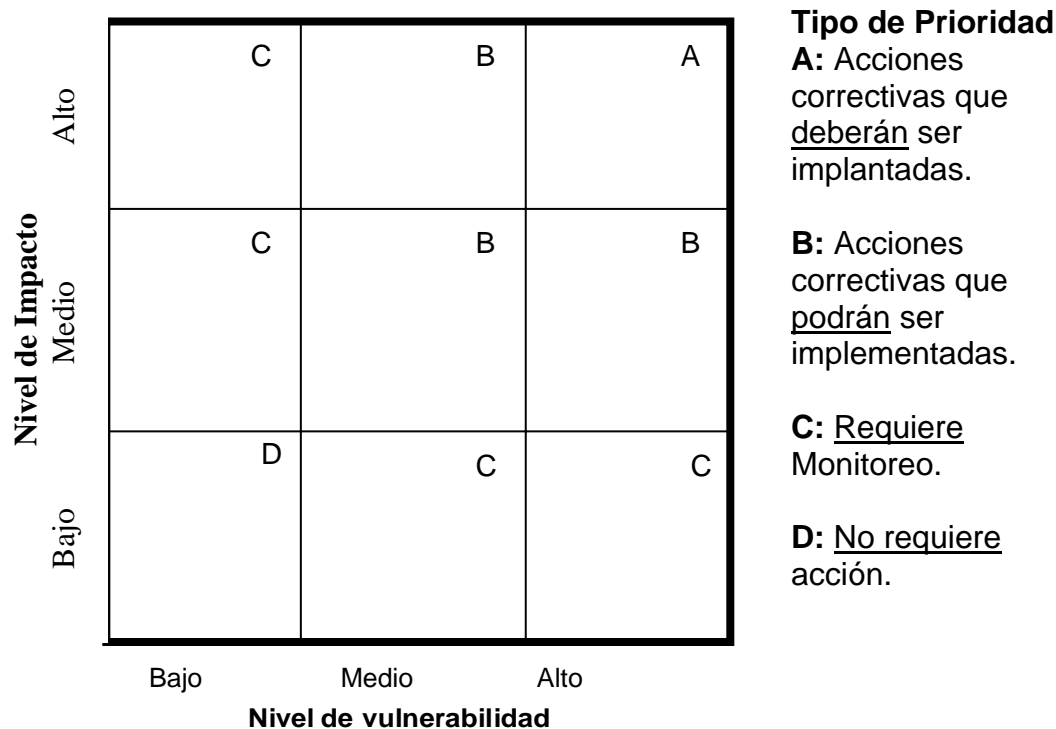 C B A
Alto
C B B
Nivel de Impacto
Medio
D C C
Bajo
Bajo Medio Alto
Nivel de vulnerabilidad
Tipo de Prioridad
A: Acciones
correctivas que
deberán ser
implantadas.
B: Acciones
correctivas que
podrán ser
implementadas.
C: Requiere
Monitoreo.
D: No requiere
acción.